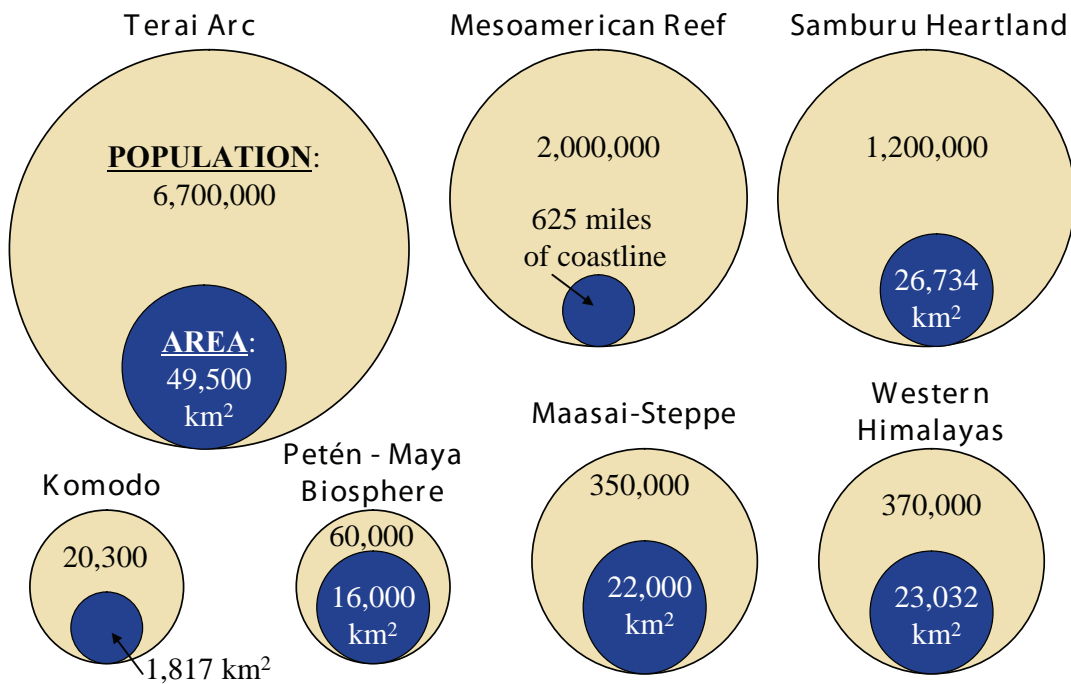 Terai Arc
POPULATION:
6,700,000
AREA:
49,500
km²
Mesoamerican Reef
2,000,000
625 miles
of coastline
Samburu Heartland
1,200,000
26,734
km²
Komodo
20,300
1,817 km²
Petén - Maya
Biosphere
60,000
16,000
km²
Maasai-Steppe
350,000
22,000
km²
Western
Himalayas
370,000
23,032
km²